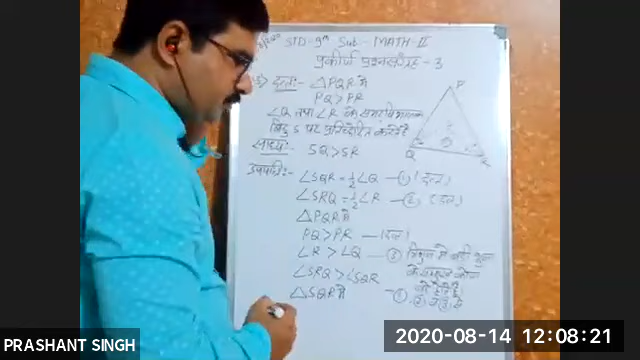 STD-9th Sub- MATH-II
प्रकीर्ण प्रश्नसंग्रह - 3
दत्त:- △PQR में
PQ > PR
∠Q तथा ∠R के समद्विभाजक
बिंदु S पर प्रतिच्छेदित करते है
P
Q
R
साध्य:- SQ > SR
उपपत्ति:- ∠SQR = ½∠Q —① (दत्त)
∠SRQ = ½∠R —② (दत्त)
△PQR में
PQ > PR —(दत्त)
∠R > ∠Q —③ त्रिभुज में बड़ी भुजा
के सामने का कोण
∠SRQ > ∠SQR
△SQR में
PRASHANT SINGH
2020-08-14 12:08:21